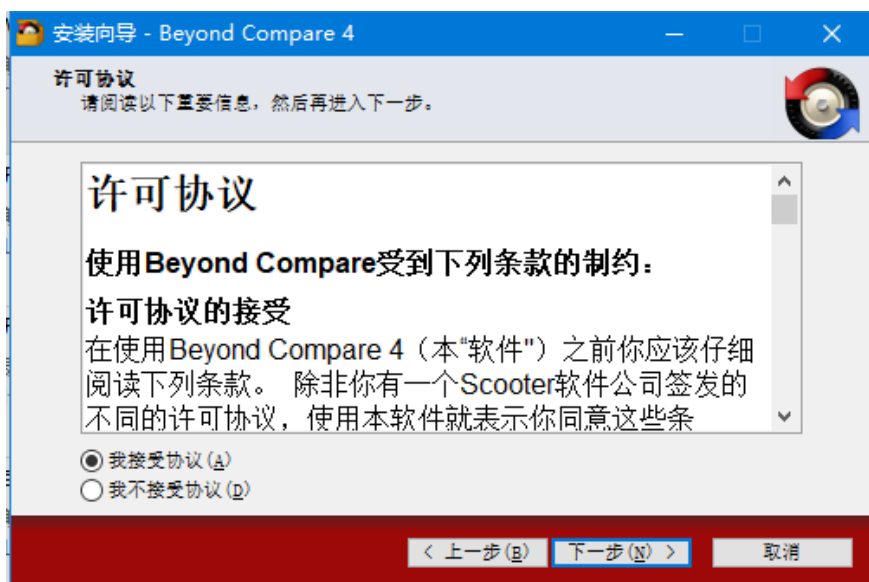 安装向导 - Beyond Compare 4
许可协议
请阅读以下重要信息，然后再进入下一步。
许可协议
使用Beyond Compare受到下列条款的制约：
许可协议的接受
在使用Beyond Compare 4（本“软件"）之前你应该仔细
阅读下列条款。 除非你有一个Scooter软件公司签发的
不同的许可协议，使用本软件就表示你同意这些条
我接受协议(A)
我不接受协议(D)
< 上一步(B) 下一步(N) > 取消